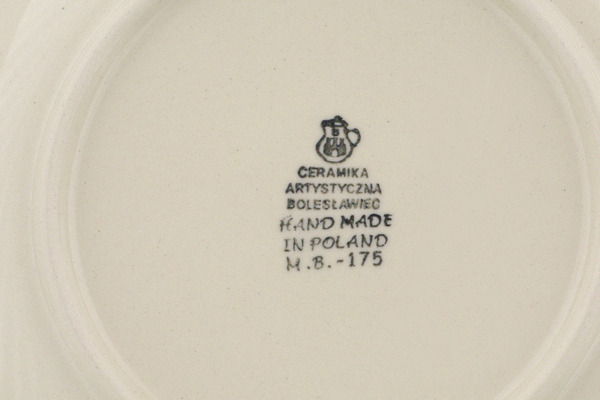 CERAMIKA
ARTYSTYCZNA
BOLESŁAWIEC
HAND MADE
IN POLAND
M.B.-175